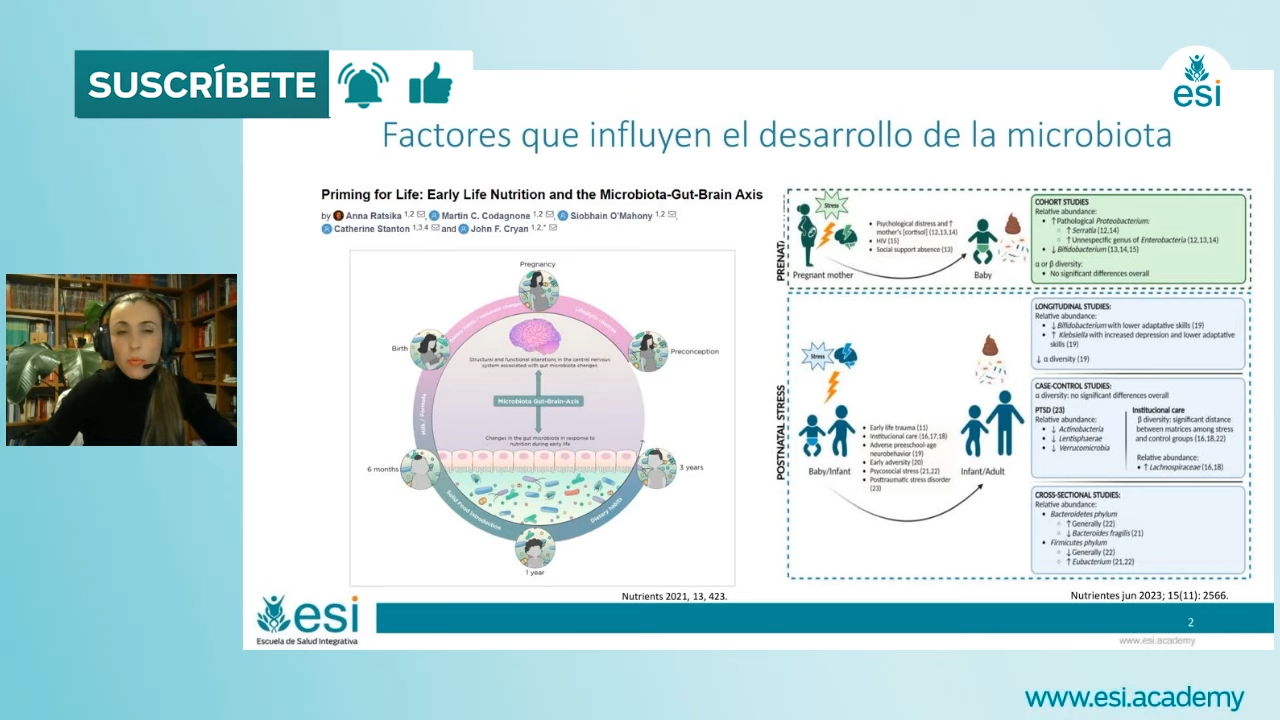 SUSCRÍBETE
esi
Factores que influyen el desarrollo de la microbiota
Priming for Life: Early Life Nutrition and the Microbiota-Gut-Brain Axis
by Anna Ratsika 1,2, Martin C. Codagnone 1,2, Siobhain O'Mahony 1,2,
Catherine Stanton 1,3,4 and John F. Cryan 1,2,*
Pregnancy
Birth
Preconception
Lifestyle
Structural and functional alterations in the central nervous
system associated with gut microbiota changes
Microbiota Gut-Brain-Axis
Changes in the gut microbiota in response to
nutrition during early life
Milk / Formula
6 months
3 years
Solid Food Introduction
Dietary habits
1 year
Nutrients 2021, 13, 423.
PRENAT
Stress
Pregnant mother
• Psychological distress and ↑
mother's [cortisol] (12,13,14)
• HIV (15)
• Social support absence (13)
Baby
COHORT STUDIES
Relative abundance:
• ↑Pathological Proteobacterium:
○ ↑ Serratia (12,14)
○ ↑Unnespecific genus of Enterobacteria (12,13,14)
• ↓ Bifidobacterium (13,14,15)
α or β diversity:
• No significant differences overall
POSTNATAL STRESS
Stress
Baby/Infant
• Early life trauma (11)
• Institutional care (16,17,18)
• Adverse preeschool-age
neurobehavior (19)
• Early adversity (20)
• Psycosocial stress (21,22)
• Posttraumatic stress disorder
(23)
Infant/Adult
LONGITUDINAL STUDIES:
Relative abundance:
• ↓ Bifidobacterium with lower adaptative
skills (19)
• ↑ Klebsiella with increased depression and lower adaptative
skills (19)
↓ α diversity (19)
CASE-CONTROL STUDIES:
α diversity: no significant differences overall
PTSD (23)
Relative abundance:
• ↓ Actinobacteria
• ↓ Lentisphaerae
• ↓ Verrucomicrobia
Institutional care
β diversity: significant distance
between matrices among stress
and control groups (16,18,22)
Relative abundance:
• ↑ Lachnospiraceae (16,18)
CROSS-SECTIONAL STUDIES:
Relative abundance:
• Bacteroidetes phylum
○ ↑ Generally (22)
○ ↓ Bacteroides fragilis (21)
• Firmicutes phylum
○ ↓ Generally (22)
○ ↑ Eubacterium (21,22)
Nutrientes jun 2023; 15(11): 2566.
esi
Escuela de Salud Integrativa
2
www.esi.academy
www.esi.academy